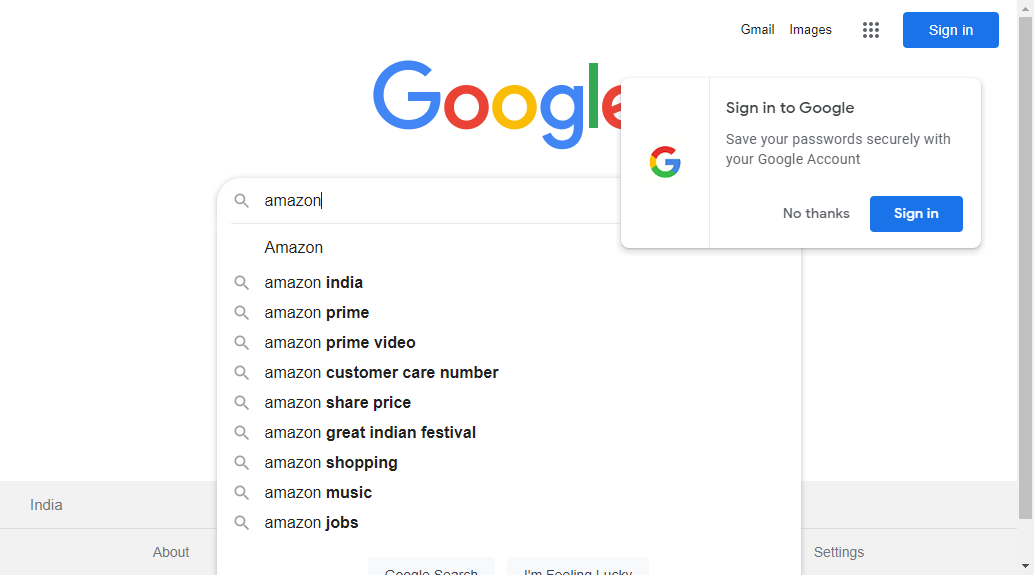 Gmail Images Sign in
Google
Sign in to Google
Save your passwords securely with
your Google Account
No thanks Sign in
amazon
Amazon
amazon india
amazon prime
amazon prime video
amazon customer care number
amazon share price
amazon great indian festival
amazon shopping
amazon music
amazon jobs
India
About Settings
Google Search I'm Feeling Lucky